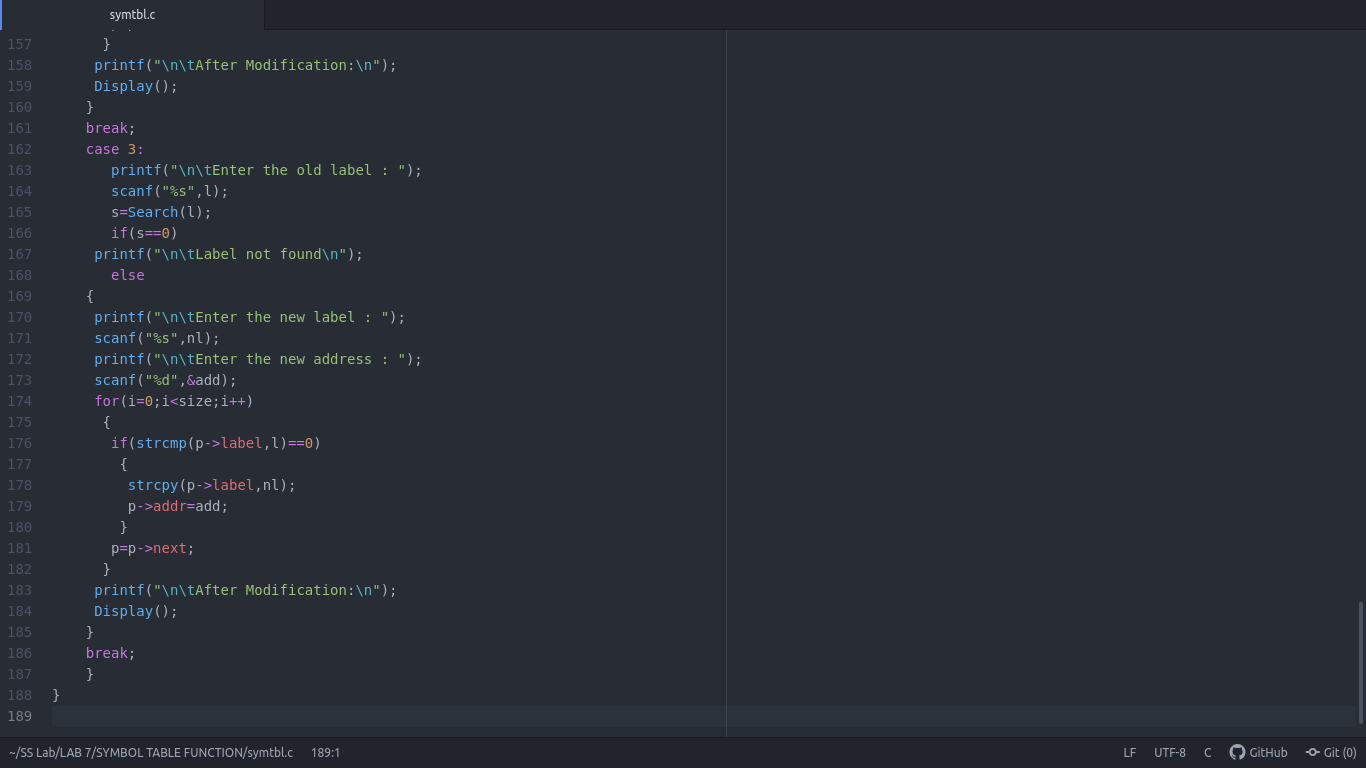 symtbl.c
157 }
158 printf("\n\tAfter Modification:\n");
159 Display();
160 }
161 break;
162 case 3:
163 printf("\n\tEnter the old label : ");
164 scanf("%s",l);
165 s=Search(l);
166 if(s==0)
167 printf("\n\tLabel not found\n");
168 else
169 {
170 printf("\n\tEnter the new label : ");
171 scanf("%s",nl);
172 printf("\n\tEnter the new address : ");
173 scanf("%d",&add);
174 for(i=0;i<size;i++)
175 {
176 if(strcmp(p->label,l)==0)
177 {
178 strcpy(p->label,nl);
179 p->addr=add;
180 }
181 p=p->next;
182 }
183 printf("\n\tAfter Modification:\n");
184 Display();
185 }
186 break;
187 }
188 }
189
~/SS Lab/LAB 7/SYMBOL TABLE FUNCTION/symtbl.c 189:1 LF UTF-8 C GitHub Git (0)